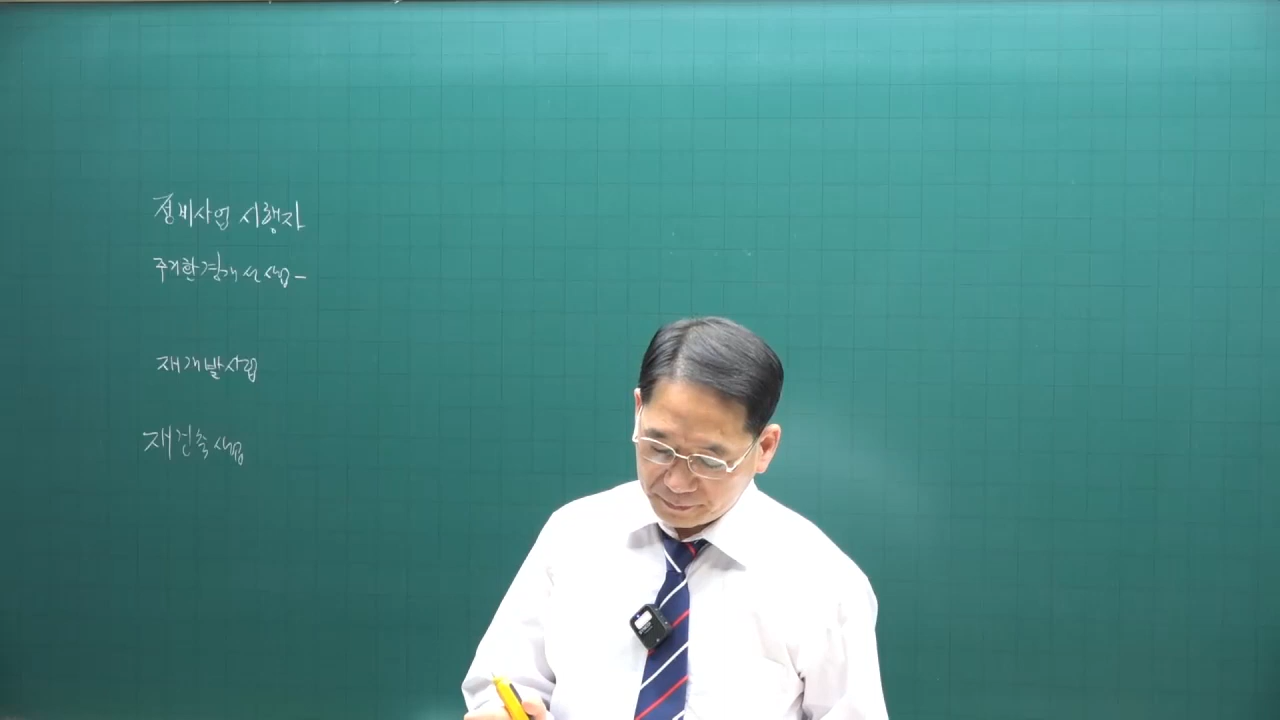 정비사업 시행자
주거환경개선사업 -
재개발사업
재건축사업